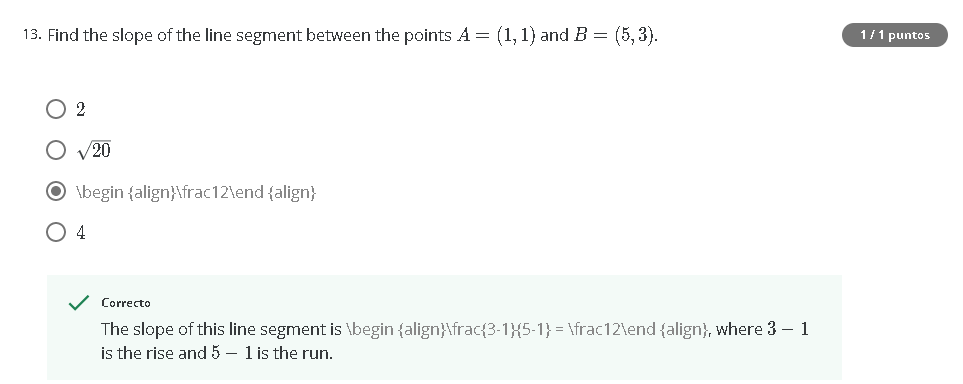 13. Find the slope of the line segment between the points A = (1, 1) and B = (5, 3).
1 / 1 puntos
2
√20
\begin {align}\frac12\end {align}
4
Correcto
The slope of this line segment is \begin {align}\frac{3-1}{5-1} = \frac12\end {align}, where 3 − 1
is the rise and 5 − 1 is the run.